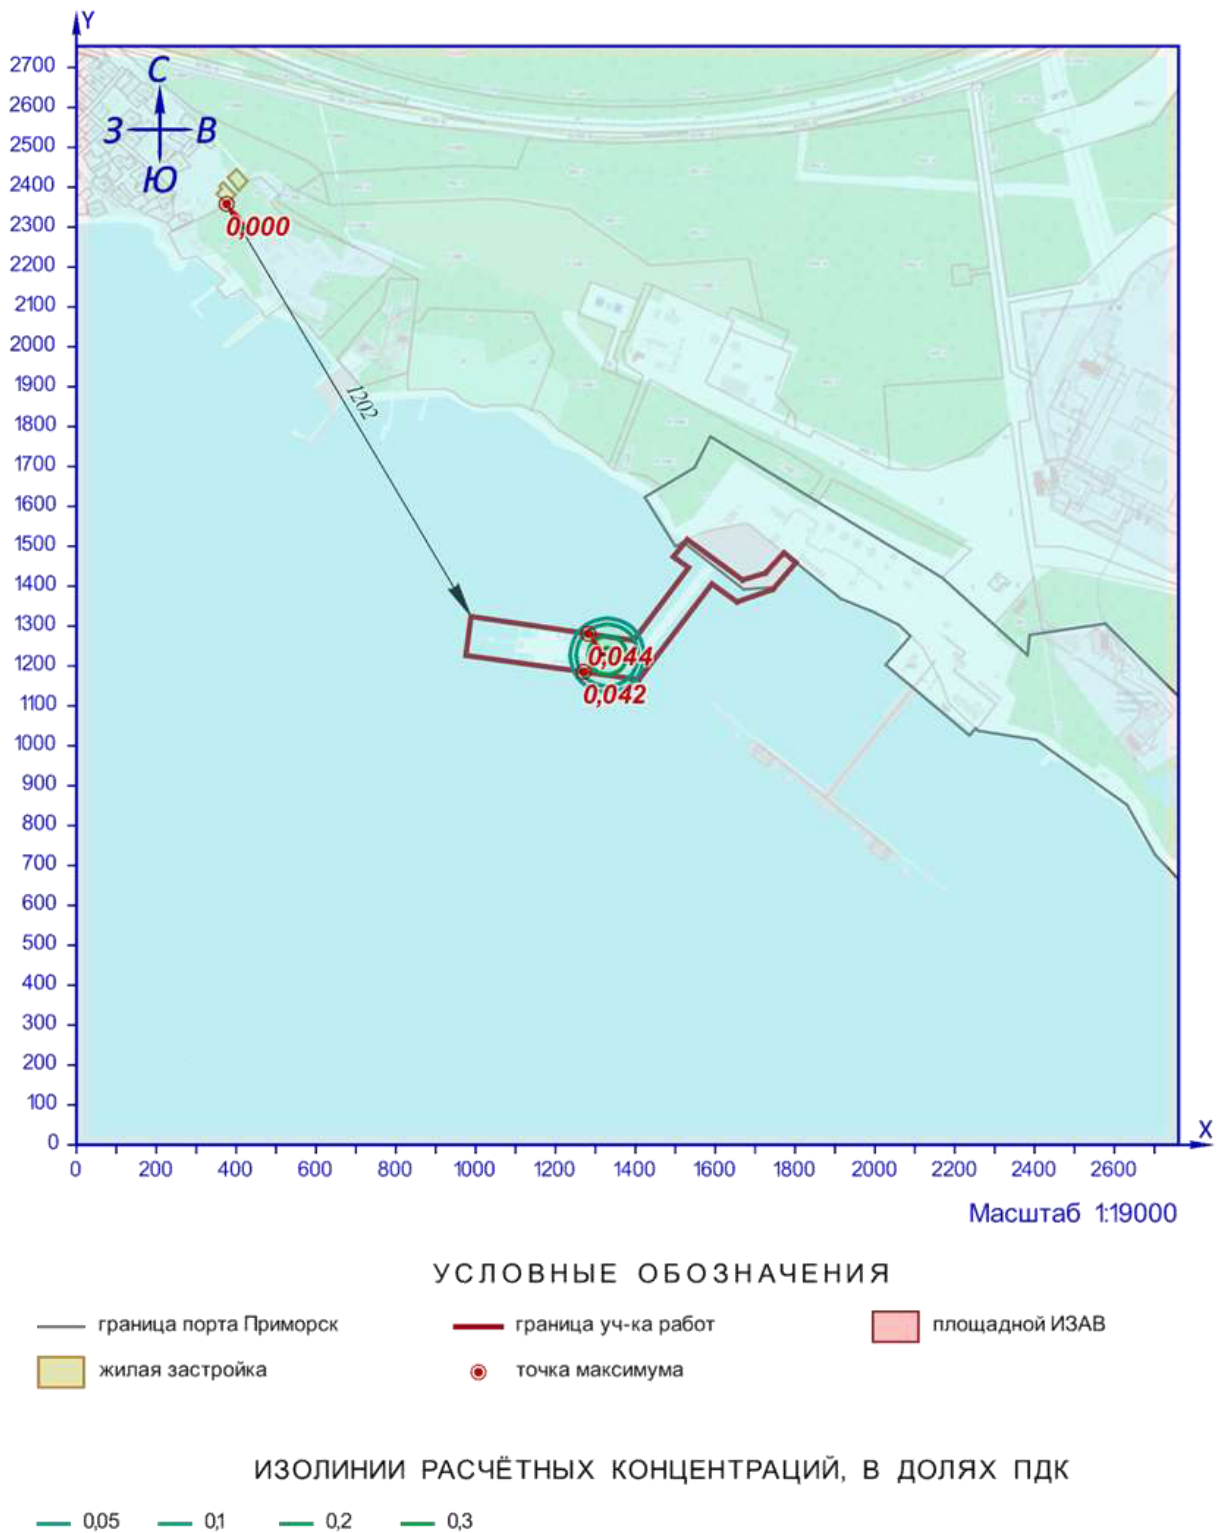 Y
2700
2600
2500
2400
2300
2200
2100
2000
1900
1800
1700
1600
1500
1400
1300
1200
1100
1000
900
800
700
600
500
400
300
200
100
0
С
З В
Ю
0,000
1202
0,044
0,042
X
0 200 400 600 800 1000 1200 1400 1600 1800 2000 2200 2400 2600
Масштаб 1:19000
УСЛОВНЫЕ ОБОЗНАЧЕНИЯ
граница порта Приморск граница уч-ка работ площадной ИЗАВ
жилая застройка точка максимума
ИЗОЛИНИИ РАСЧЁТНЫХ КОНЦЕНТРАЦИЙ, В ДОЛЯХ ПДК
0,05 0,1 0,2 0,3